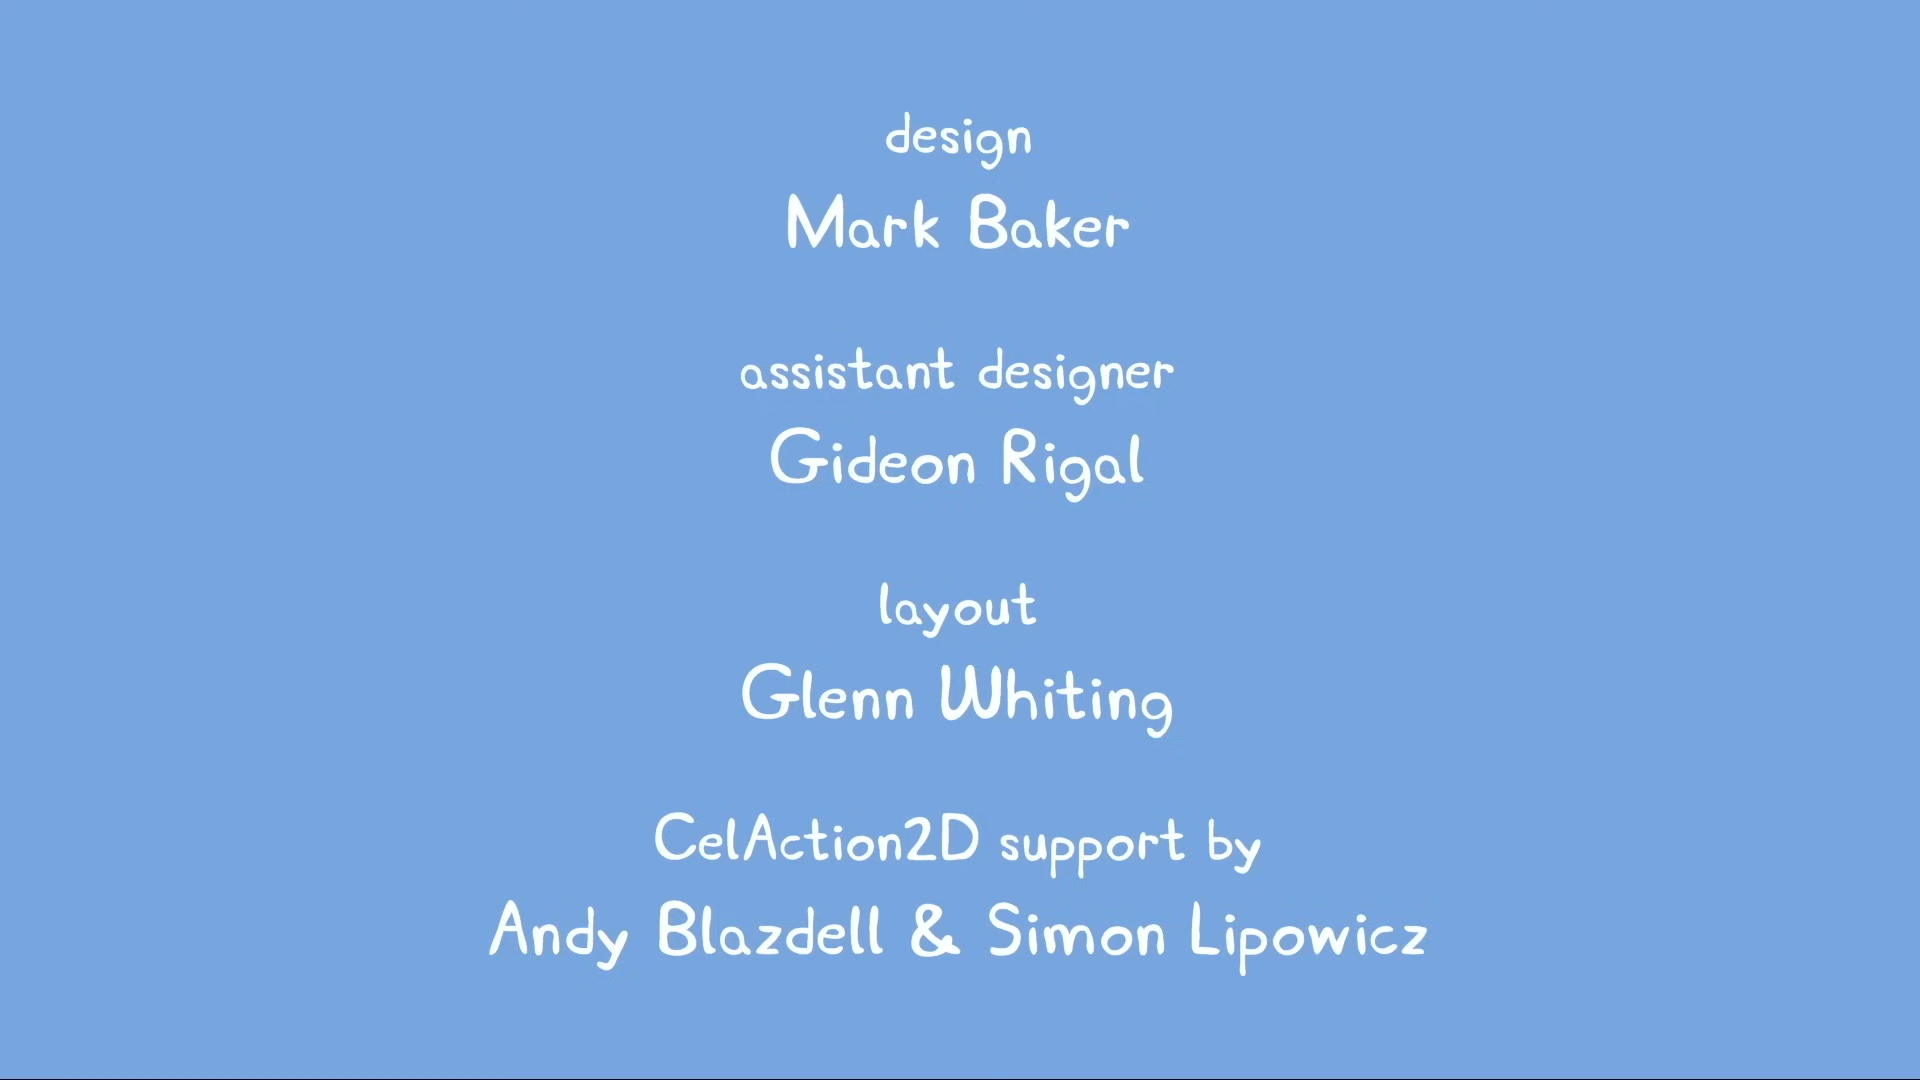 design
Mark Baker
assistant designer
Gideon Rigal
layout
Glenn Whiting
CelAction2D support by
Andy Blazdell & Simon Lipowicz